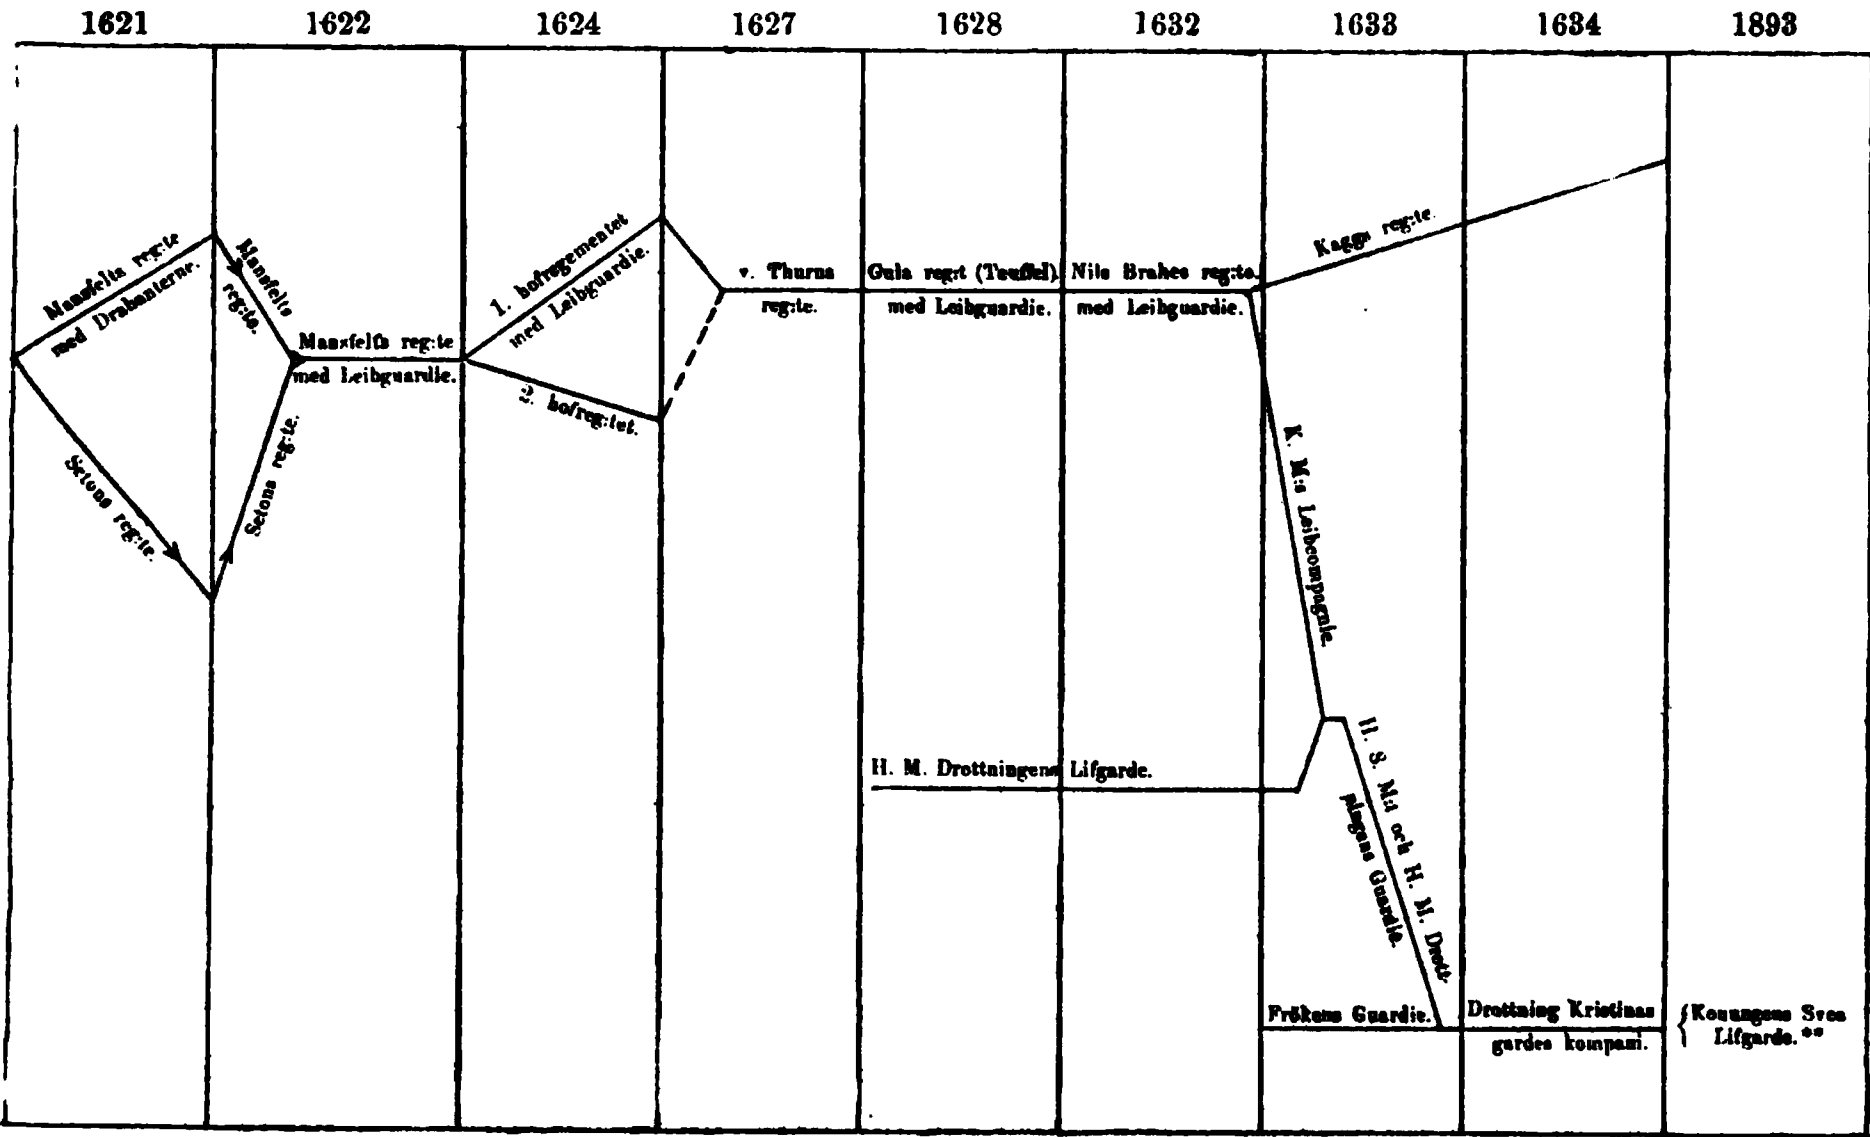 1621 1622 1624 1627 1628 1632 1633 1634 1893
Mansfelts reg:te
med Drabanterne.
Setons reg:te.
Mansfelts
reg:te.
Setons reg:te.
Mansfelts reg:te
med Leibguardie.
1. hofregementet
med Leibguardie.
2. hofreg:tet.
v. Thurns
reg:te.
Gula reg:t (Teuffel)
med Leibguardie.
Nils Brahes reg:te.
med Leibguardie.
Kaggs reg:te.
K. M:s Leibcompagnie.
H. M. Drottningens Lifgarde.
H. S. M:t och H. M. Drott-
ningens Guardie.
Frökens Guardie.
Drottning Kristinas
gardes kompani.
{Konungens Svea
Lifgarde.**